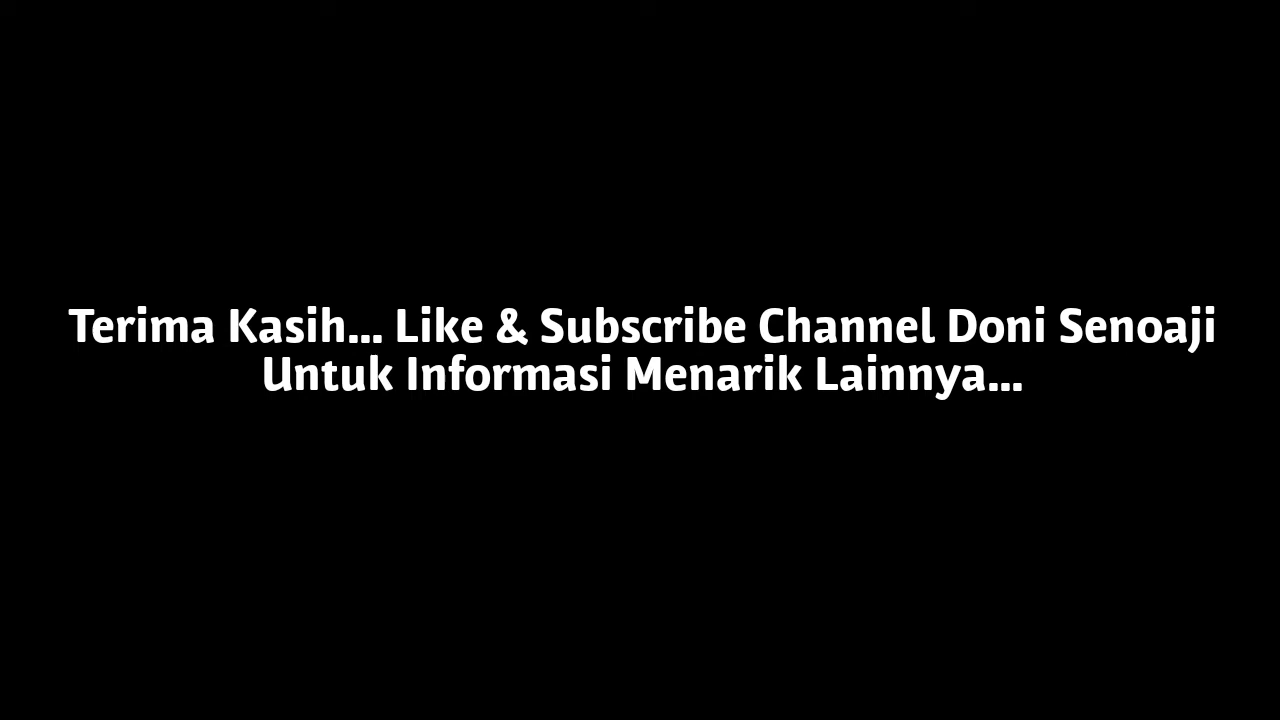 Terima Kasih... Like & Subscribe Channel Doni Senoaji
Untuk Informasi Menarik Lainnya...